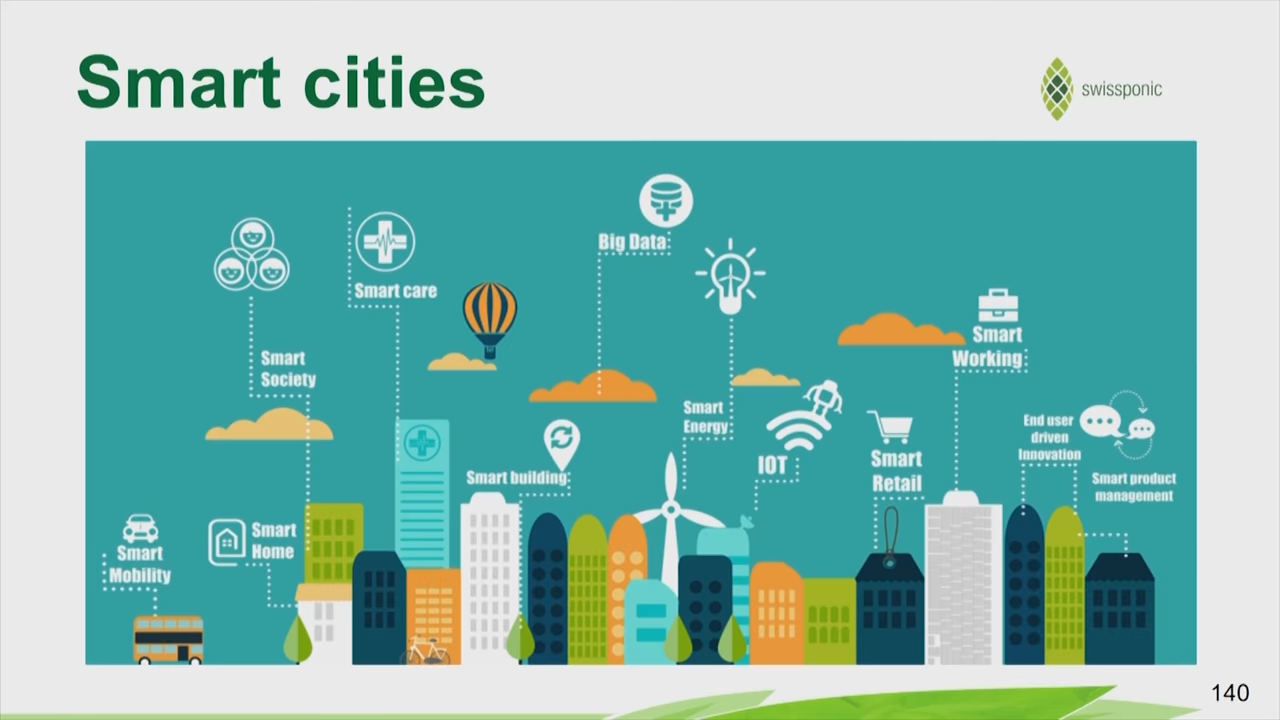 Smart cities
swissponic
Big Data
Smart care
Smart
Working
Smart
Society
Smart
Energy
End user
driven
Innovation
IOT
Smart
Retail
Smart building
Smart product
management
Smart
Home
Smart
Mobility
140